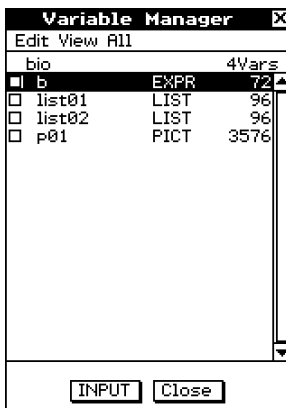 Variable Manager X
Edit View All
bio 4Vars
b EXPR 72
list01 LIST 96
list02 LIST 96
p01 PICT 3576
INPUT Close